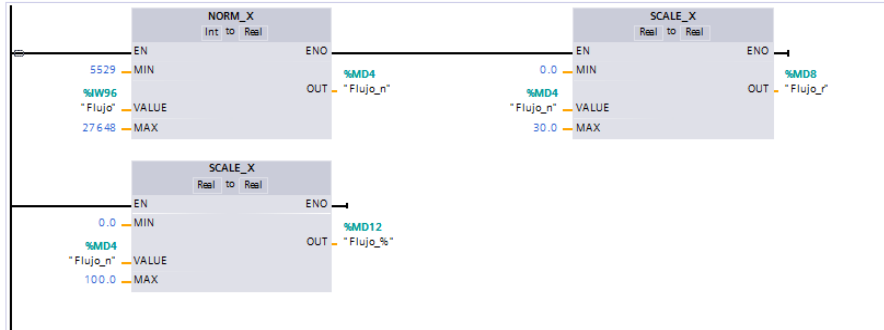 NORM_X
Int to Real
EN ENO
5529 MIN
%IW96
"Flujo" VALUE
27648 MAX
%MD4
OUT "Flujo_n"
SCALE_X
Real to Real
EN ENO
0.0 MIN
%MD4
"Flujo_n" VALUE
30.0 MAX
%MD8
OUT "Flujo_r"
SCALE_X
Real to Real
EN ENO
0.0 MIN
%MD4
"Flujo_n" VALUE
100.0 MAX
%MD12
OUT "Flujo_%"